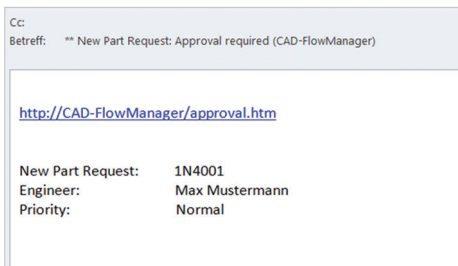 Cc:
Betreff: ** New Part Request: Approval required (CAD-FlowManager)
http://CAD-FlowManager/approval.htm
New Part Request: 1N4001
Engineer: Max Mustermann
Priority: Normal